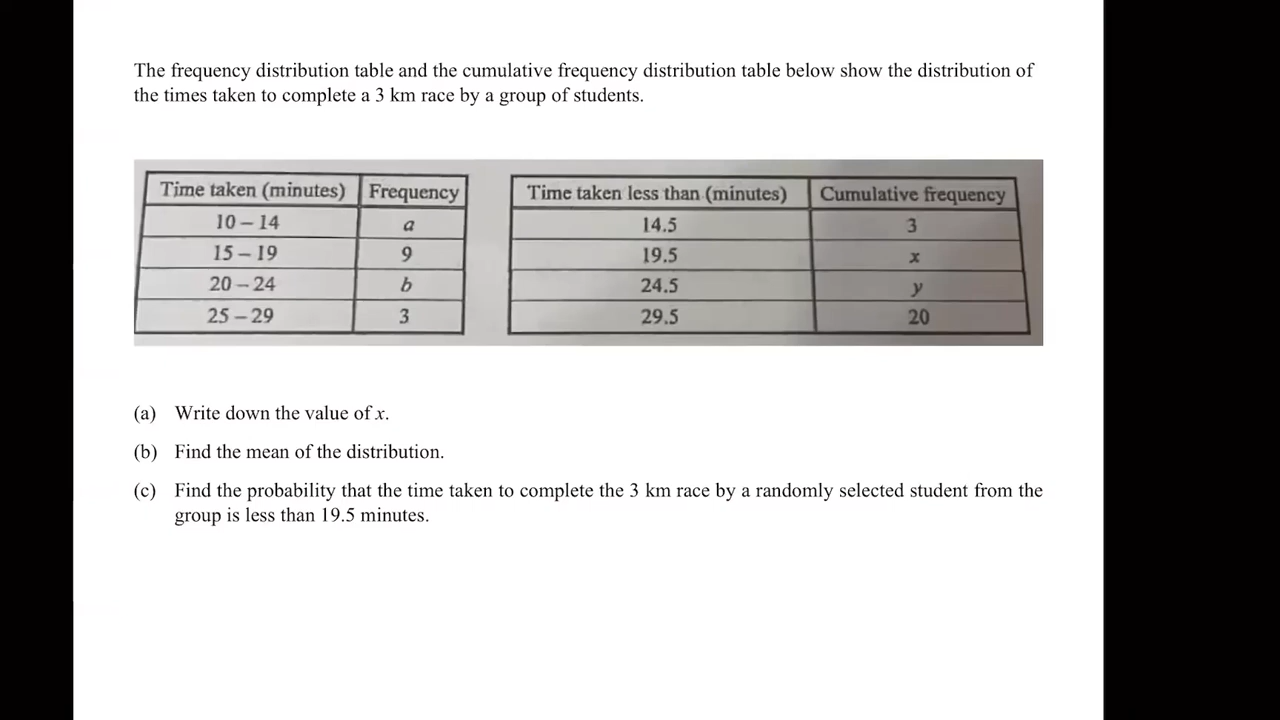 The frequency distribution table and the cumulative frequency distribution table below show the distribution of
the times taken to complete a 3 km race by a group of students.
Time taken (minutes) Frequency
10 – 14 a
15 – 19 9
20 – 24 b
25 – 29 3
Time taken less than (minutes) Cumulative frequency
14.5 3
19.5 x
24.5 y
29.5 20
(a) Write down the value of x.
(b) Find the mean of the distribution.
(c) Find the probability that the time taken to complete the 3 km race by a randomly selected student from the
group is less than 19.5 minutes.